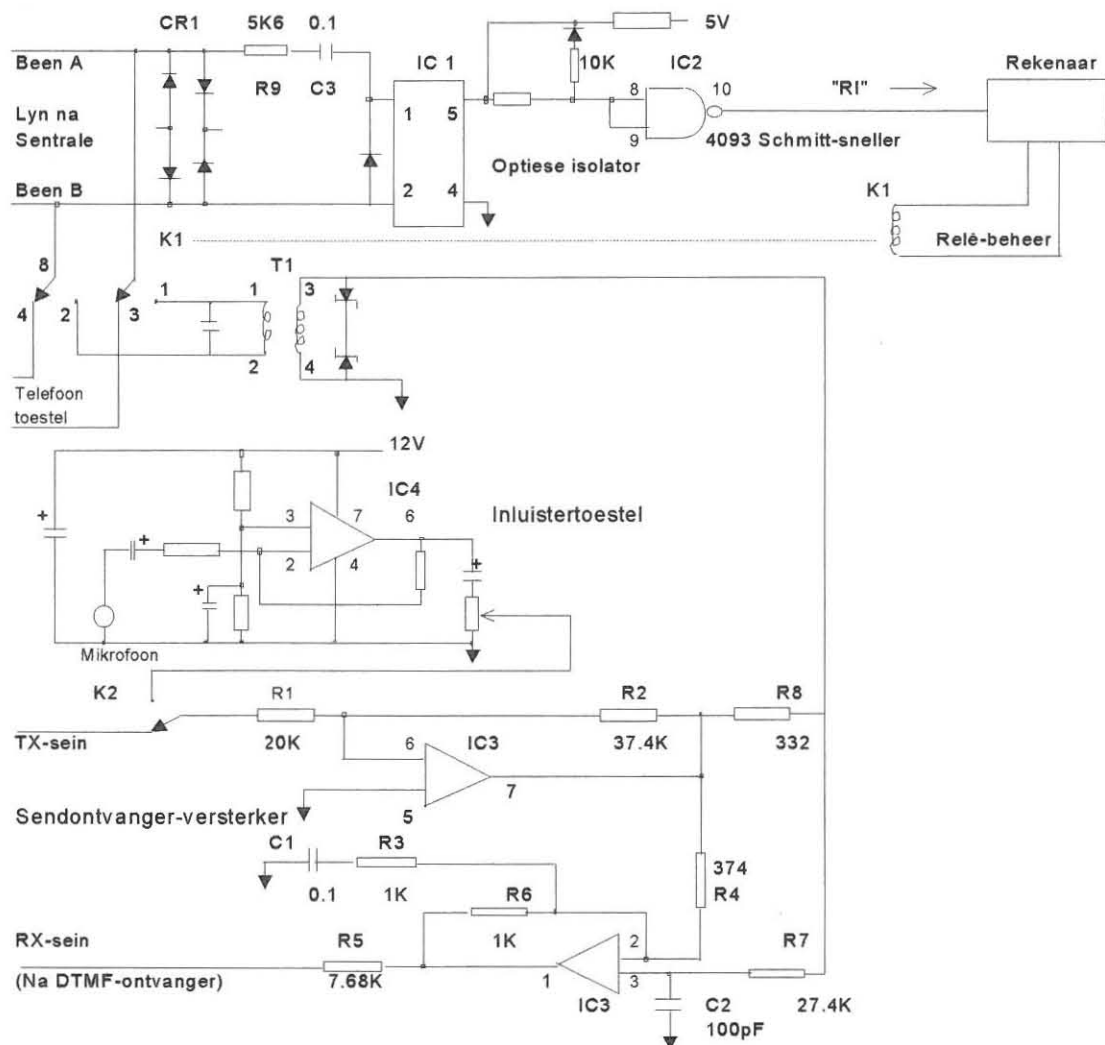 CR1 5K6 0.1 5V
Been A IC 1 10K IC2 Rekenaar
R9 C3 8 10 "RI"
Lyn na 1 5
Sentrale 9 4093 Schmitt-sneller
Optiese isolator
Been B 2 4 K1
K1 Relê-beheer
8 T1
1 1 3
4 2 3
2 4
Telefoon
toestel
12V
IC4
+ 3 7 6 Inluistertoestel
+ 2 4 +
+
Mikrofoon
K2 R1 R2 R8
TX-sein 20K 6 IC3 37.4K 332
7
Sendontvanger-versterker 5
C1 R3 374
0.1 1K R6 R4
RX-sein R5 1K 2 R7
(Na DTMF-ontvanger) 7.68K 1 3
IC3 C2 27.4K
100pF